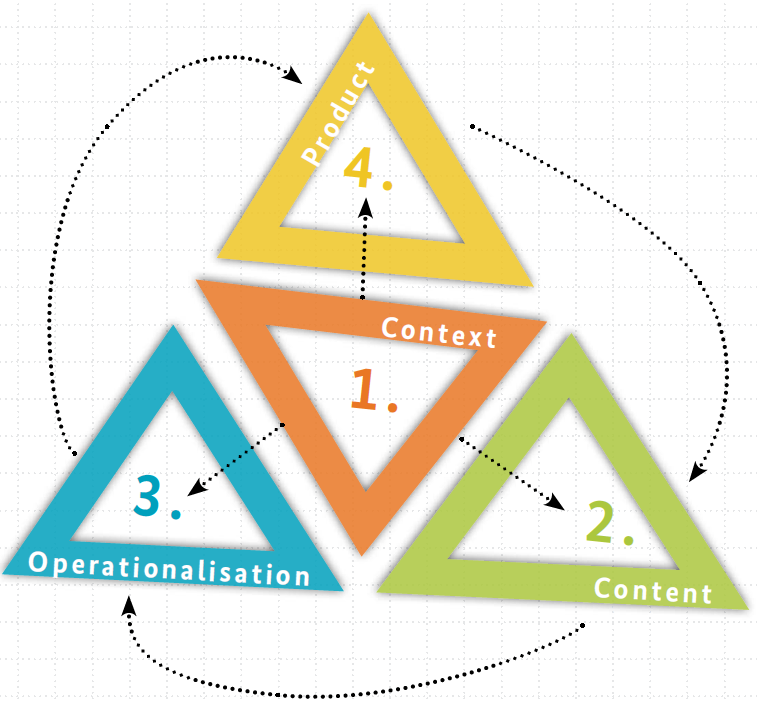 Product
4.
Context
1.
3.
Operationalisation
2.
Content